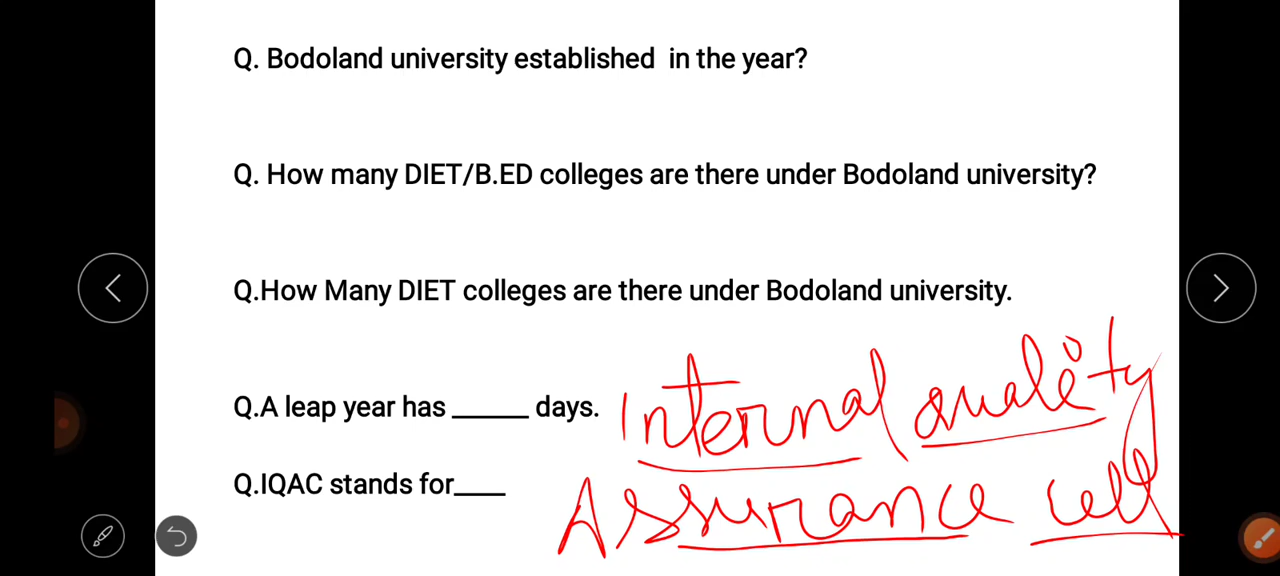 Q. Bodoland university established in the year?
Q. How many DIET/B.ED colleges are there under Bodoland university?
Q.How Many DIET colleges are there under Bodoland university.
Q.A leap year has ______ days.
Internal quality
Q.IQAC stands for____
Assurance cell